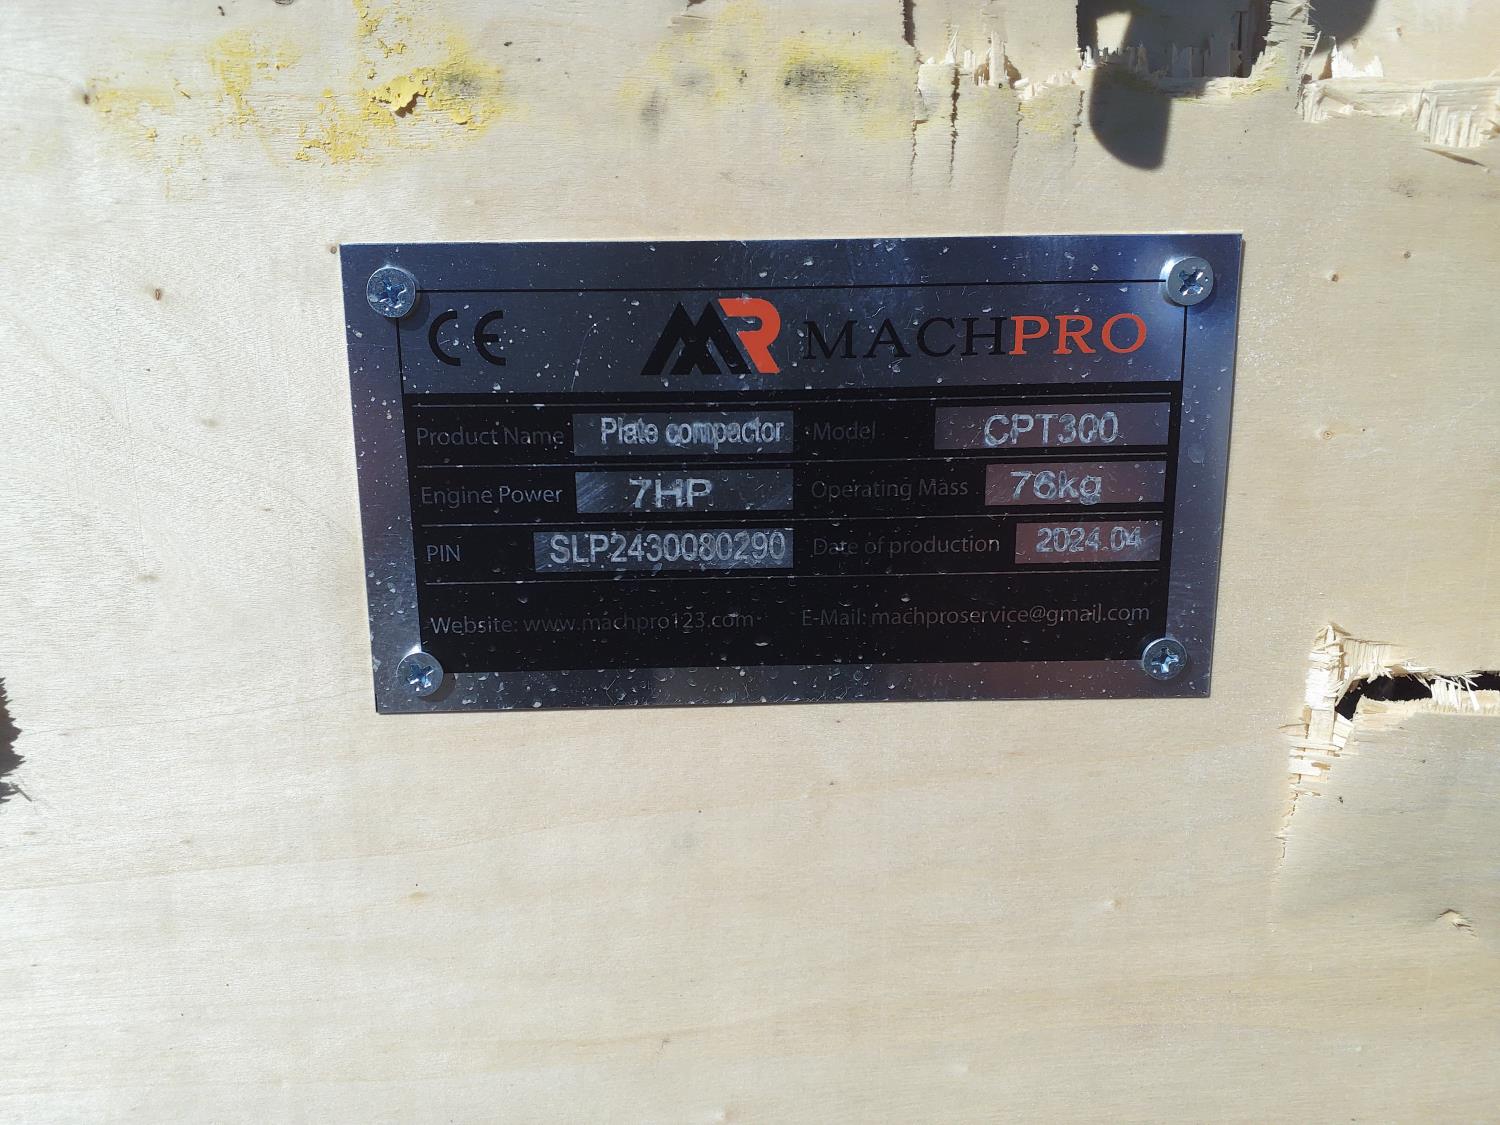 CE MR MACHPRO
Product Name Plate compactor Model CPT300
Engine Power 7HP Operating Mass 76kg
PIN SLP2430080290 Date of production 2024.04
Website: www.machpro123.com E-Mail: machproservice@gmail.com